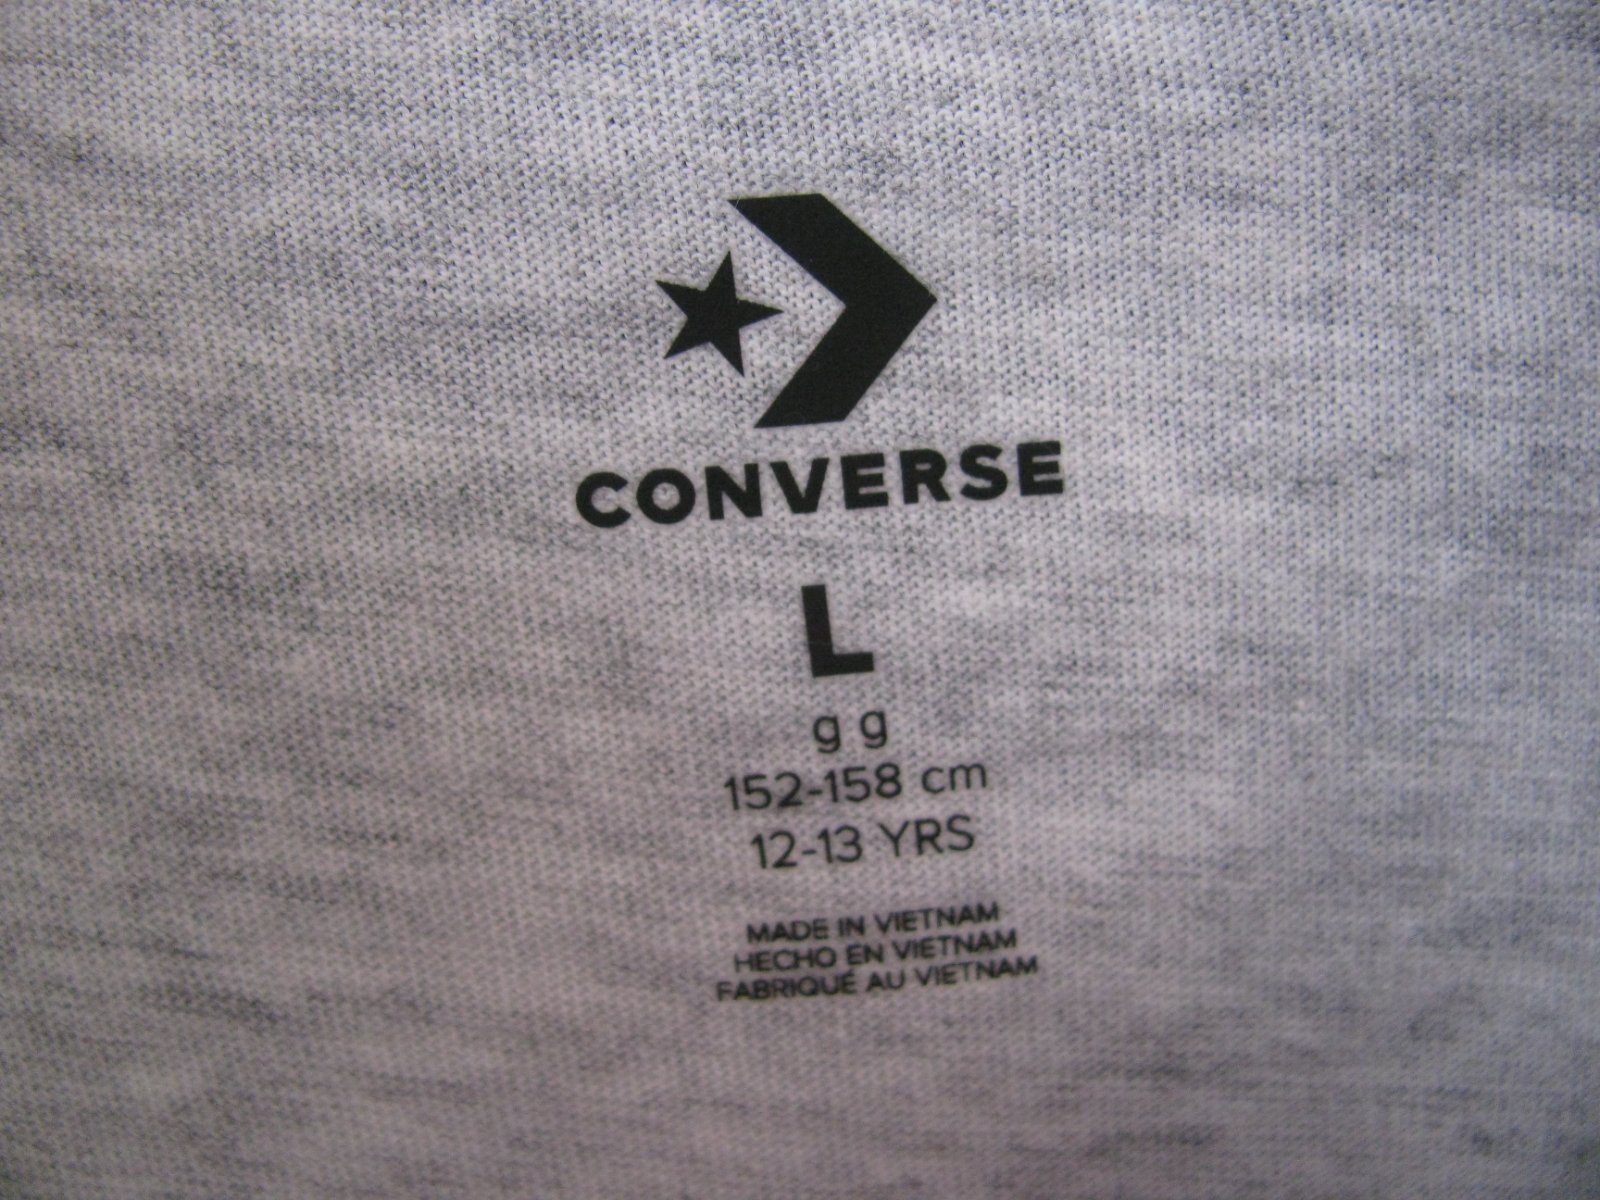 CONVERSE
L
g g
152-158 cm
12-13 YRS
MADE IN VIETNAM
HECHO EN VIETNAM
FABRIQUÉ AU VIETNAM